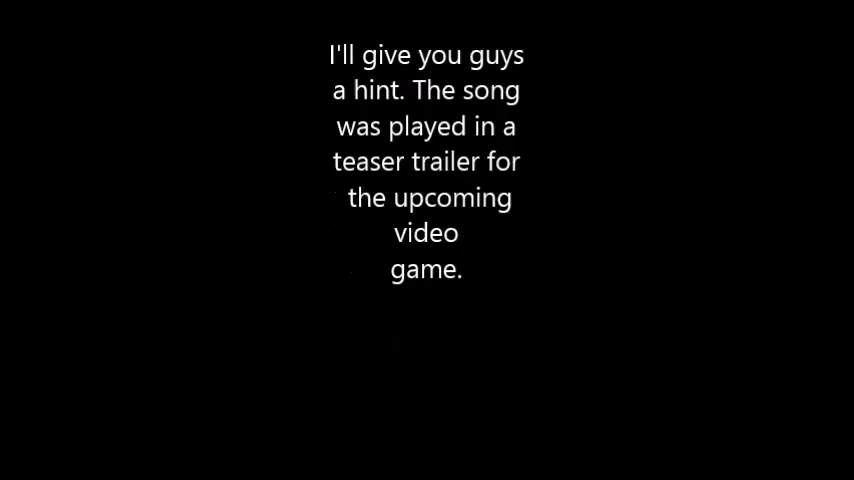 I'll give you guys
a hint. The song
was played in a
teaser trailer for
the upcoming
video
game.